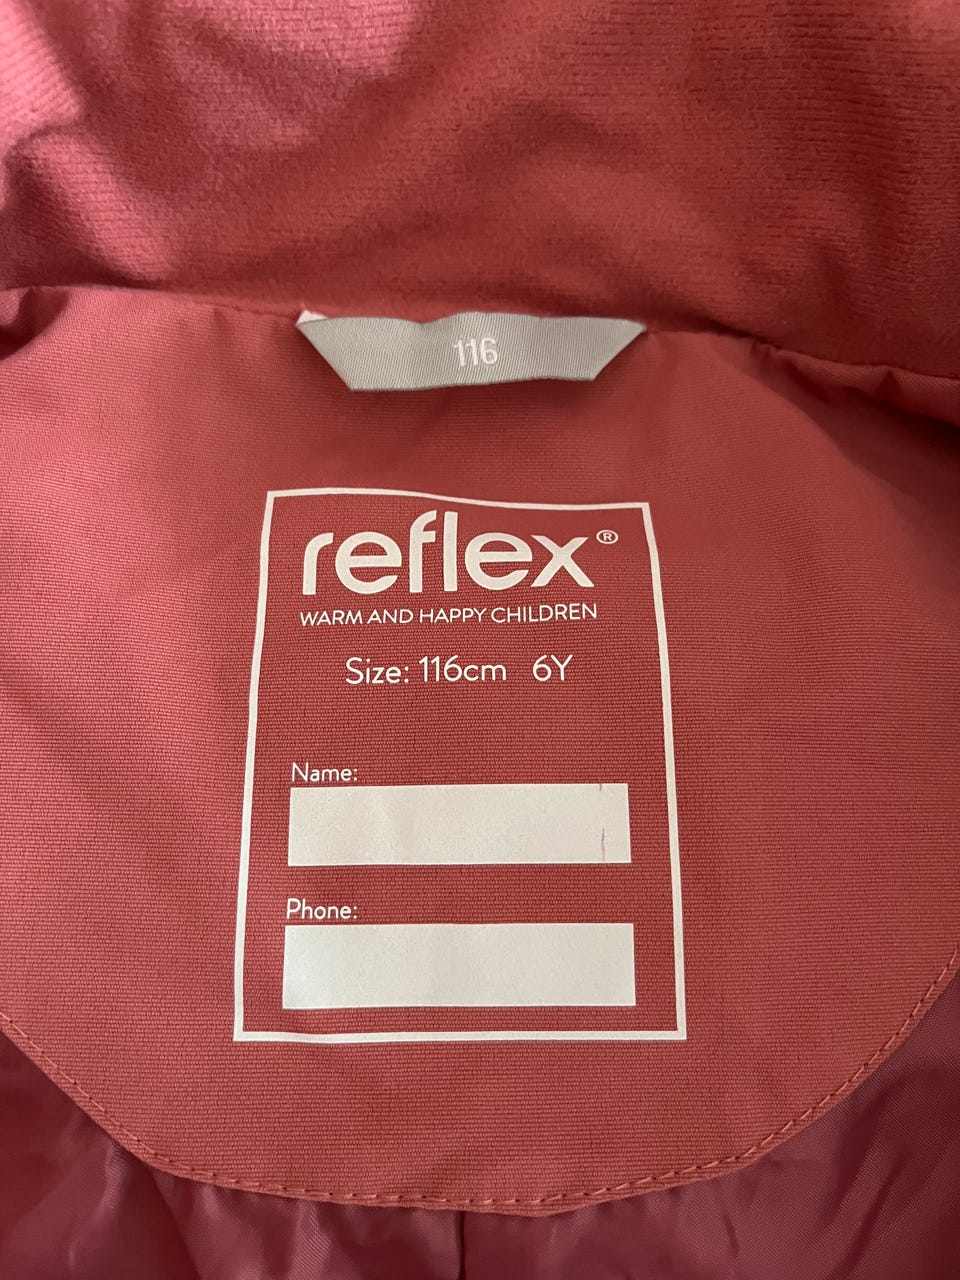 116
reflex®
WARM AND HAPPY CHILDREN
Size: 116cm 6Y
Name:
Phone: